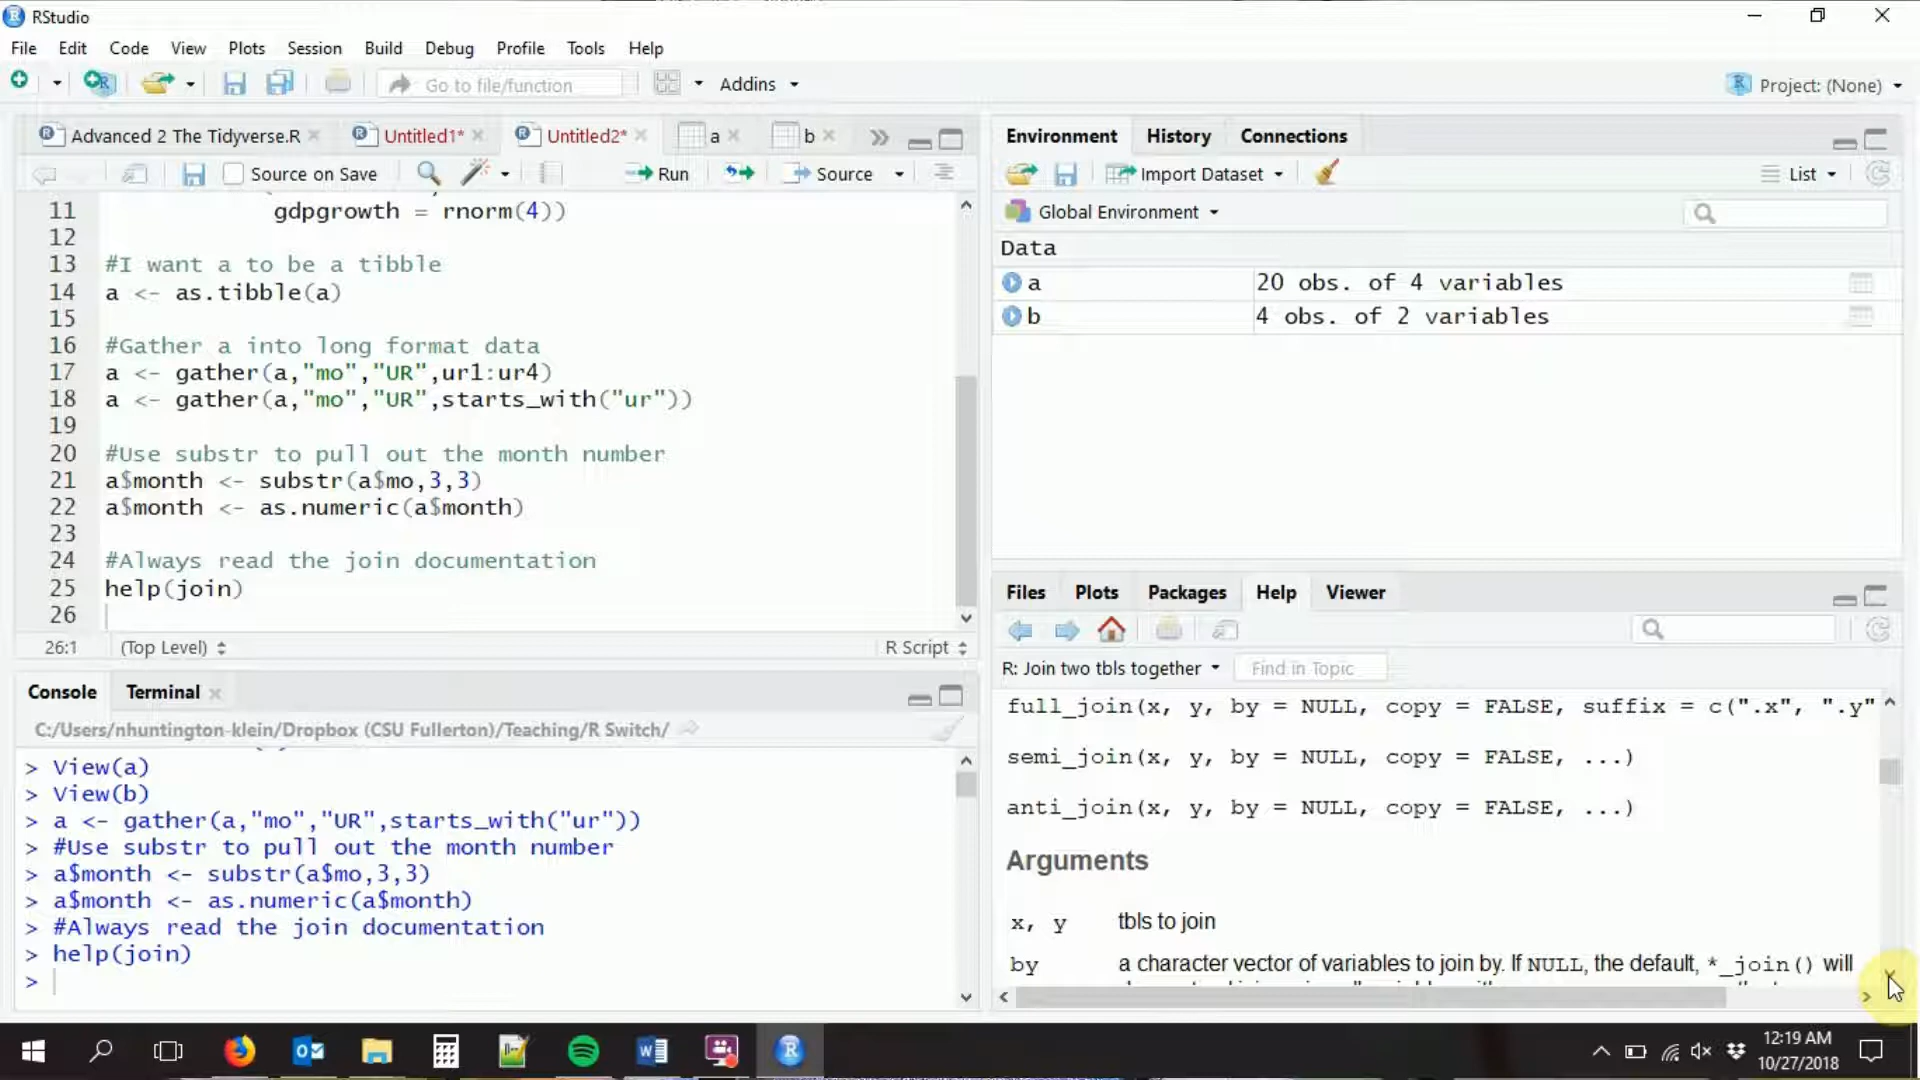 RStudio
File Edit Code View Plots Session Build Debug Profile Tools Help
Go to file/function Addins Project: (None)
Advanced 2 The Tidyverse.R Untitled1* Untitled2* a b
Source on Save Run Source
11 gdpgrowth = rnorm(4))
12
13 #I want a to be a tibble
14 a <- as.tibble(a)
15
16 #Gather a into long format data
17 a <- gather(a,"mo","UR",ur1:ur4)
18 a <- gather(a,"mo","UR",starts_with("ur"))
19
20 #Use substr to pull out the month number
21 a$month <- substr(a$mo,3,3)
22 a$month <- as.numeric(a$month)
23
24 #Always read the join documentation
25 help(join)
26
26:1 (Top Level) R Script
Console Terminal
C:/Users/nhuntington-klein/Dropbox (CSU Fullerton)/Teaching/R Switch/
> View(a)
> View(b)
> a <- gather(a,"mo","UR",starts_with("ur"))
> #Use substr to pull out the month number
> a$month <- substr(a$mo,3,3)
> a$month <- as.numeric(a$month)
> #Always read the join documentation
> help(join)
>
Environment History Connections
Import Dataset List
Global Environment
Data
a 20 obs. of 4 variables
b 4 obs. of 2 variables
Files Plots Packages Help Viewer
R: Join two tbls together Find in Topic
full_join(x, y, by = NULL, copy = FALSE, suffix = c(".x", ".y"
semi_join(x, y, by = NULL, copy = FALSE, ...)
anti_join(x, y, by = NULL, copy = FALSE, ...)
Arguments
x, y tbls to join
by a character vector of variables to join by. If NULL, the default, *_join() will
12:19 AM
10/27/2018